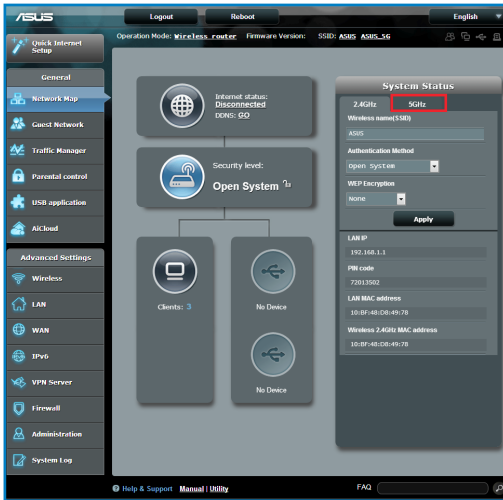 ASUS
Logout
Reboot
English
Quick Internet
Setup
Operation Mode: Wireless router Firmware Version: SSID: ASUS ASUS_5G
General
Network Map
Guest Network
Traffic Manager
Parental control
USB application
AiCloud
Advanced Settings
Wireless
LAN
WAN
IPv6
VPN Server
Firewall
Administration
System Log
Internet status:
Disconnected
DDNS: GO
Security level:
Open System
Clients: 3
No Device
No Device
System Status
2.4GHz
5GHz
Wireless name(SSID)
ASUS
Authentication Method
Open System
WEP Encryption
None
Apply
LAN IP
192.168.1.1
PIN code
72013502
LAN MAC address
10:BF:48:D8:49:78
Wireless 2.4GHz MAC address
10:BF:48:D8:49:78
Help & Support Manual | Utility
FAQ